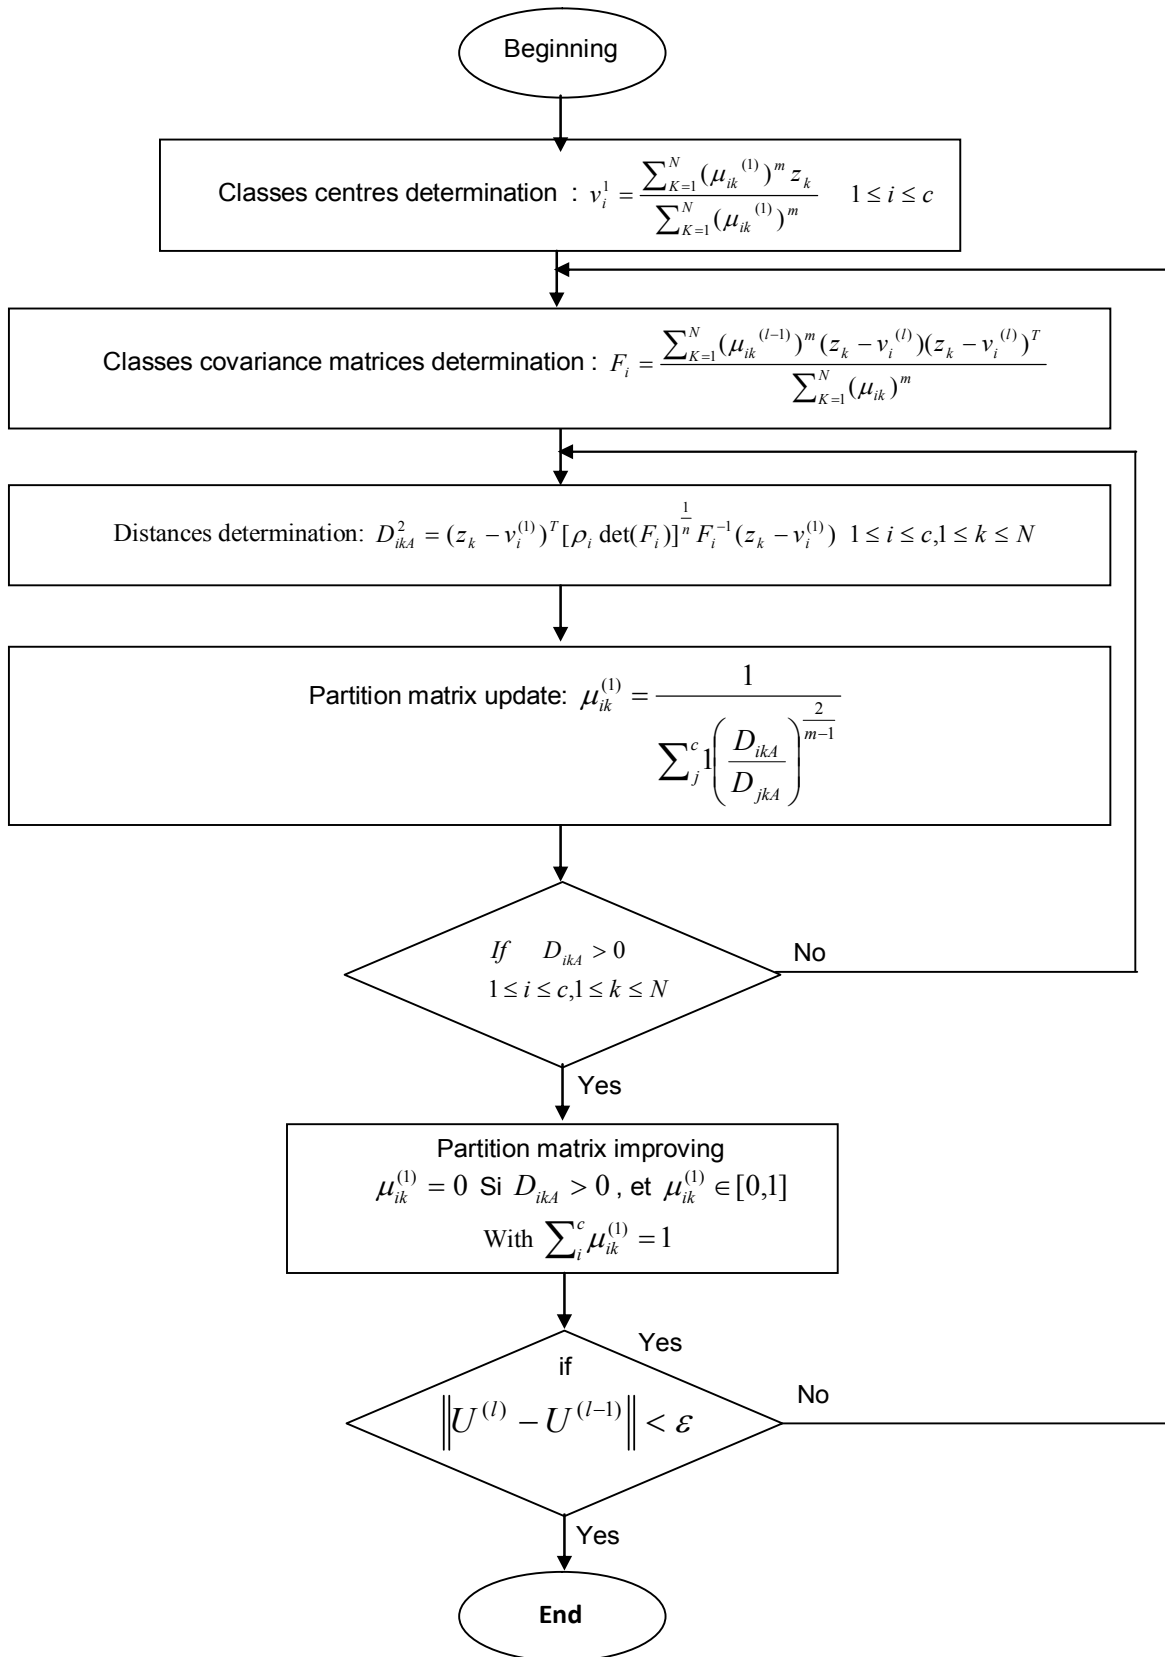 Beginning
Classes centres determination : $v_i^1 = \frac{\sum_{K=1}^{N} (\mu_{ik}^{(1)})^m z_k}{\sum_{K=1}^{N} (\mu_{ik}^{(1)})^m} \quad 1 \le i \le c$
Classes covariance matrices determination : $F_i = \frac{\sum_{K=1}^{N} (\mu_{ik}^{(l-1)})^m (z_k - v_i^{(l)})(z_k - v_i^{(l)})^T}{\sum_{K=1}^{N} (\mu_{ik})^m}$
Distances determination: $D_{ikA}^2 = (z_k - v_i^{(1)})^T [\rho_i \det(F_i)]^{\frac{1}{n}} F_i^{-1} (z_k - v_i^{(1)}) \quad 1 \le i \le c, 1 \le k \le N$
Partition matrix update: $\mu_{ik}^{(1)} = \frac{1}{\sum_j^c 1 \left( \frac{D_{ikA}}{D_{jkA}} \right)^{\frac{2}{m-1}}}$
If $D_{ikA} > 0$
$1 \le i \le c, 1 \le k \le N$
No
Yes
Partition matrix improving
$\mu_{ik}^{(1)} = 0$ Si $D_{ikA} > 0$ , et $\mu_{ik}^{(1)} \in [0,1]$
With $\sum_i^c \mu_{ik}^{(1)} = 1$
Yes
if
$\left\| U^{(l)} - U^{(l-1)} \right\| < \varepsilon$
No
Yes
End